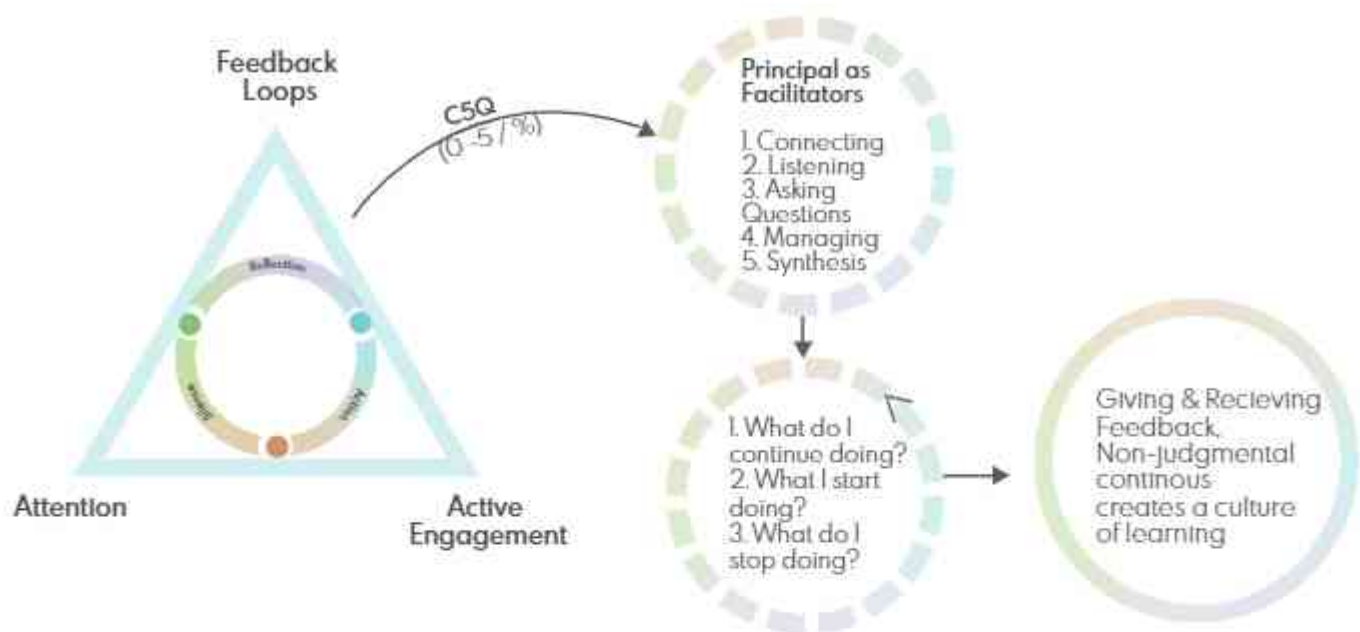 Feedback
Loops
C5Q
(0-5 / %)
Reflection
Silence
Action
Attention
Active
Engagement
Principal as
Facilitators
1. Connecting
2. Listening
3. Asking
Questions
4. Managing
5. Synthesis
1. What do I
continue doing?
2. What I start
doing?
3. What do I
stop doing?
Giving & Recieving
Feedback,
Non-judgmental
continous
creates a culture
of learning